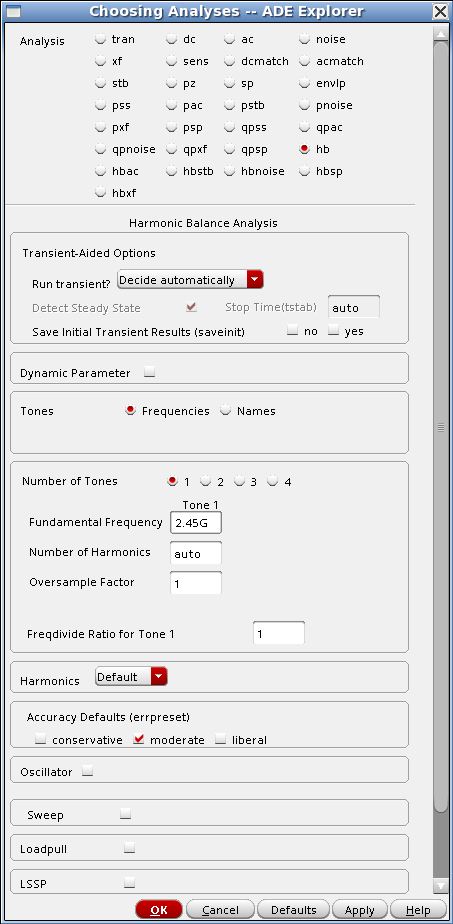 Choosing Analyses -- ADE Explorer
Analysis tran dc ac noise
xf sens dcmatch acmatch
stb pz sp envlp
pss pac pstb pnoise
pxf psp qpss qpac
qpnoise qpxf qpsp hb
hbac hbstb hbnoise hbsp
hbxf
Harmonic Balance Analysis
Transient-Aided Options
Run transient? Decide automatically
Detect Steady State Stop Time(tstab) auto
Save Initial Transient Results (saveinit) no yes
Dynamic Parameter
Tones Frequencies Names
Number of Tones 1 2 3 4
Tone 1
Fundamental Frequency 2.45G
Number of Harmonics auto
Oversample Factor 1
Freqdivide Ratio for Tone 1 1
Harmonics Default
Accuracy Defaults (errpreset)
conservative moderate liberal
Oscillator
Sweep
Loadpull
LSSP
OK Cancel Defaults Apply Help